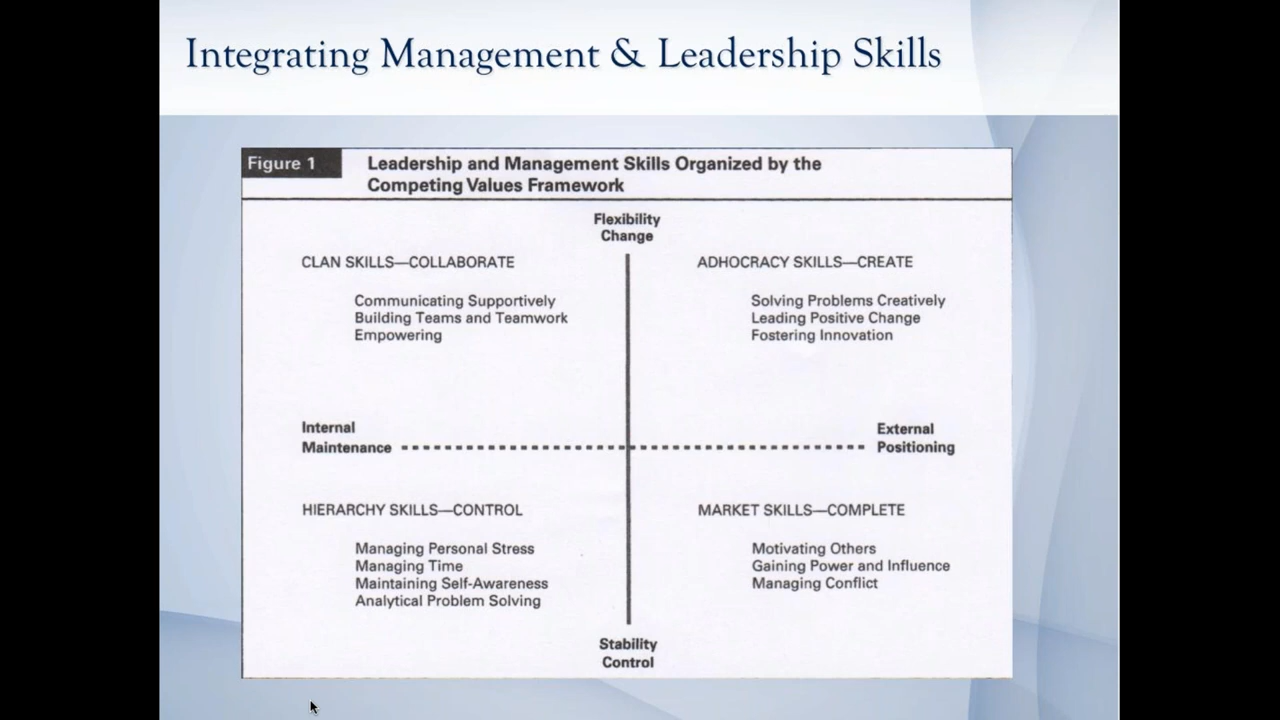 Integrating Management & Leadership Skills
Figure 1
Leadership and Management Skills Organized by the
Competing Values Framework
Flexibility
Change
CLAN SKILLS—COLLABORATE
Communicating Supportively
Building Teams and Teamwork
Empowering
ADHOCRACY SKILLS—CREATE
Solving Problems Creatively
Leading Positive Change
Fostering Innovation
Internal
Maintenance
External
Positioning
HIERARCHY SKILLS—CONTROL
Managing Personal Stress
Managing Time
Maintaining Self-Awareness
Analytical Problem Solving
MARKET SKILLS—COMPLETE
Motivating Others
Gaining Power and Influence
Managing Conflict
Stability
Control